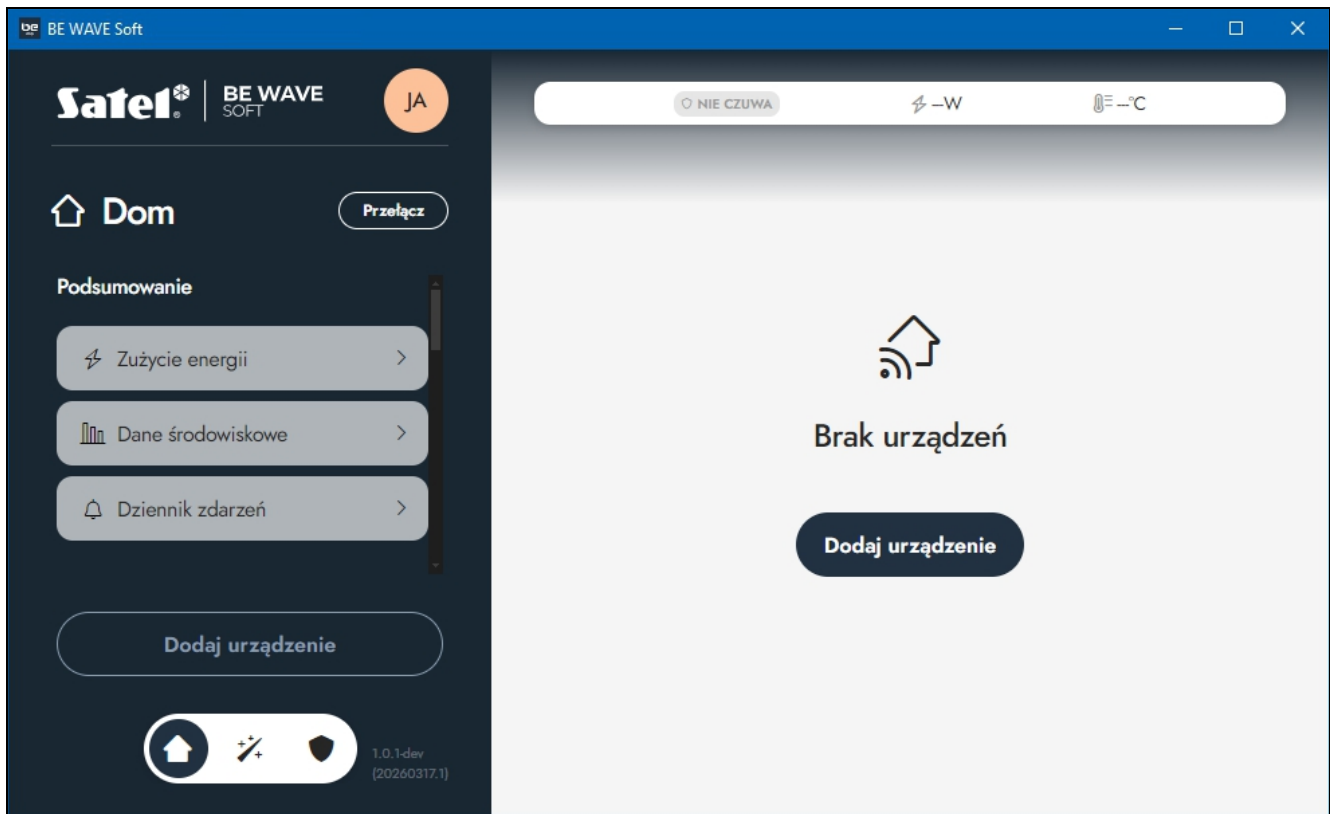 be
BE WAVE Soft
Satel®
BE WAVE
SOFT
JA
NIE CZUWA
–W
–°C
Dom
Przełącz
Podsumowanie
Zużycie energii
Dane środowiskowe
Dziennik zdarzeń
Dodaj urządzenie
1.0.1-dev
(20260317.1)
Brak urządzeń
Dodaj urządzenie